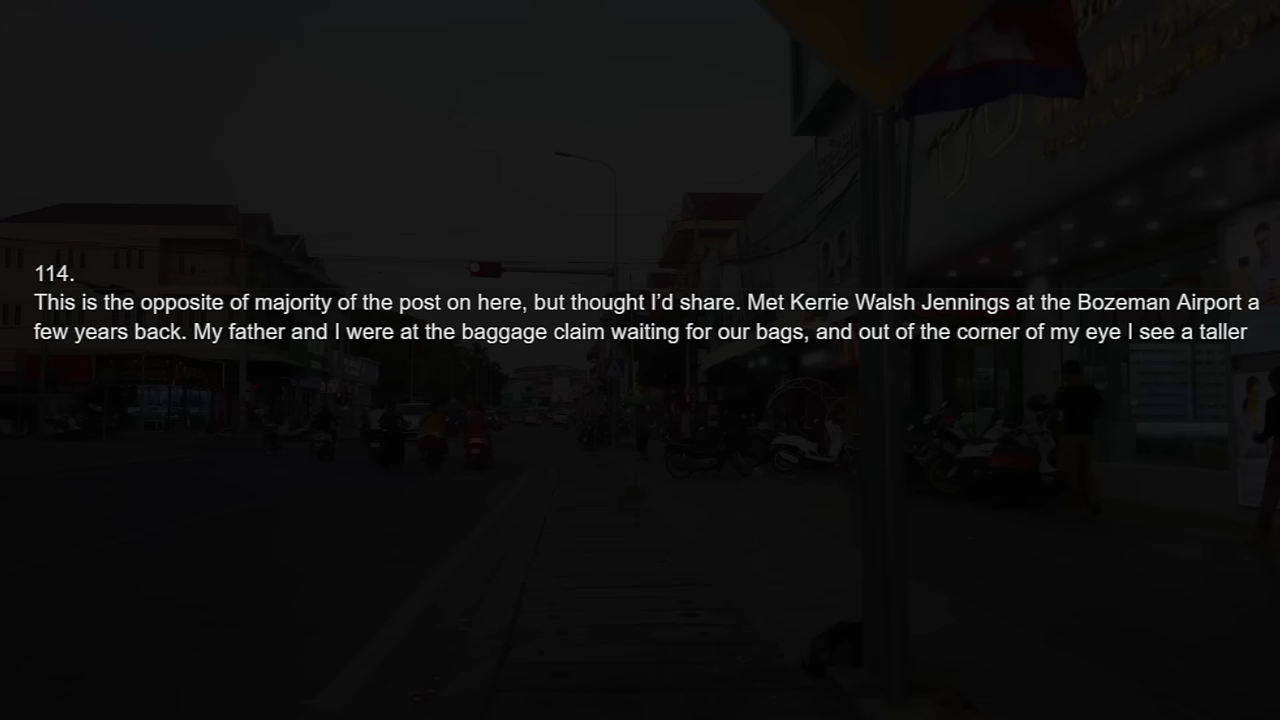 114.
This is the opposite of majority of the post on here, but thought I’d share. Met Kerrie Walsh Jennings at the Bozeman Airport a
few years back. My father and I were at the baggage claim waiting for our bags, and out of the corner of my eye I see a taller